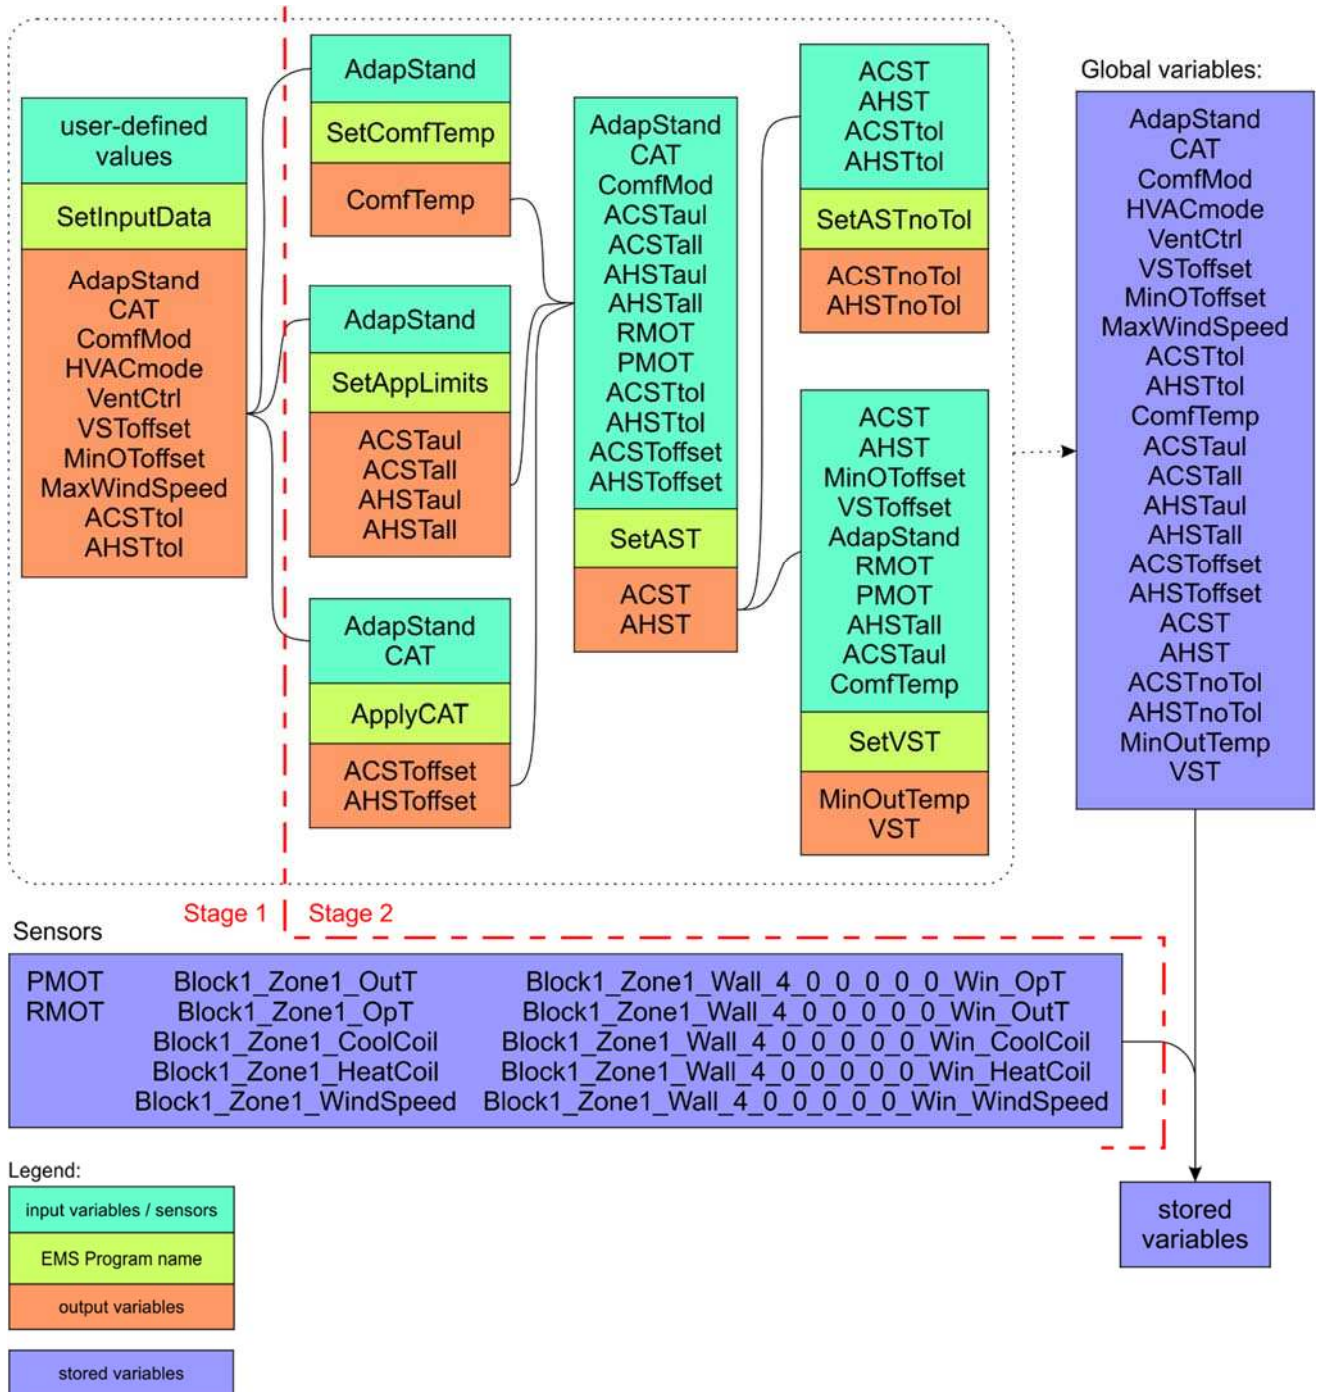 user-defined
values
SetInputData
AdapStand
CAT
ComfMod
HVACmode
VentCtrl
VSToffset
MinOToffset
MaxWindSpeed
ACSTtol
AHSTtol
AdapStand
SetComfTemp
ComfTemp
AdapStand
SetAppLimits
ACSTaul
ACSTall
AHSTaul
AHSTall
AdapStand
CAT
ApplyCAT
ACSToffset
AHSToffset
AdapStand
CAT
ComfMod
ACSTaul
ACSTall
AHSTaul
AHSTall
RMOT
PMOT
ACSTtol
AHSTtol
ACSToffset
AHSToffset
SetAST
ACST
AHST
ACST
AHST
ACSTtol
AHSTtol
SetASTnoTol
ACSTnoTol
AHSTnoTol
ACST
AHST
MinOToffset
VSToffset
AdapStand
RMOT
PMOT
AHSTall
ACSTaul
ComfTemp
SetVST
MinOutTemp
VST
Global variables:
AdapStand
CAT
ComfMod
HVACmode
VentCtrl
VSToffset
MinOToffset
MaxWindSpeed
ACSTtol
AHSTtol
ComfTemp
ACSTaul
ACSTall
AHSTaul
AHSTall
ACSToffset
AHSToffset
ACST
AHST
ACSTnoTol
AHSTnoTol
MinOutTemp
VST
Stage 1 Stage 2
Sensors
PMOT Block1_Zone1_OutT Block1_Zone1_Wall_4_0_0_0_0_0_Win_OpT
RMOT Block1_Zone1_OpT Block1_Zone1_Wall_4_0_0_0_0_0_Win_OutT
Block1_Zone1_CoolCoil Block1_Zone1_Wall_4_0_0_0_0_0_Win_CoolCoil
Block1_Zone1_HeatCoil Block1_Zone1_Wall_4_0_0_0_0_0_Win_HeatCoil
Block1_Zone1_WindSpeed Block1_Zone1_Wall_4_0_0_0_0_0_Win_WindSpeed
stored
variables
Legend:
input variables / sensors
EMS Program name
output variables
stored variables